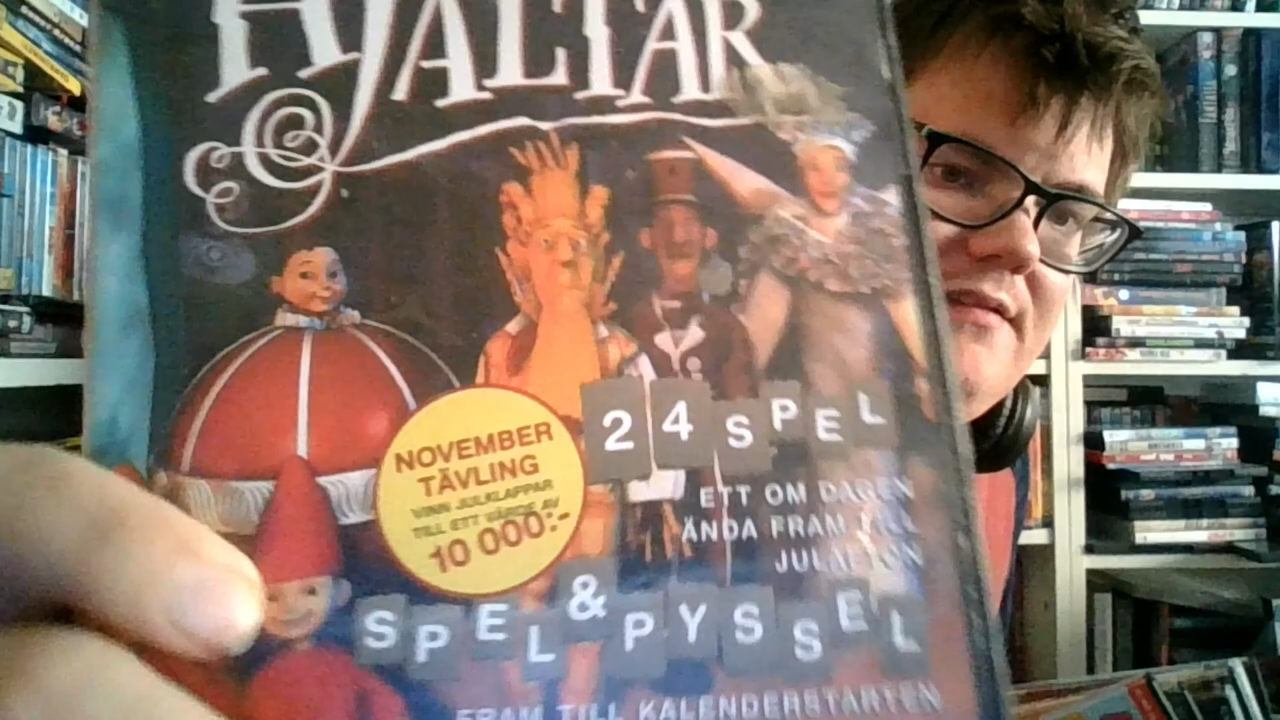 HJÄLTAR
24 SPEL
ETT OM DAGEN
ÄNDA FRAM TILL
JULAFTON
NOVEMBER
TÄVLING
VINN JULKLAPPAR
TILL ETT VÄRDE AV
10 000:-
SPEL & PYSSEL
FRAM TILL KALENDERSTARTEN